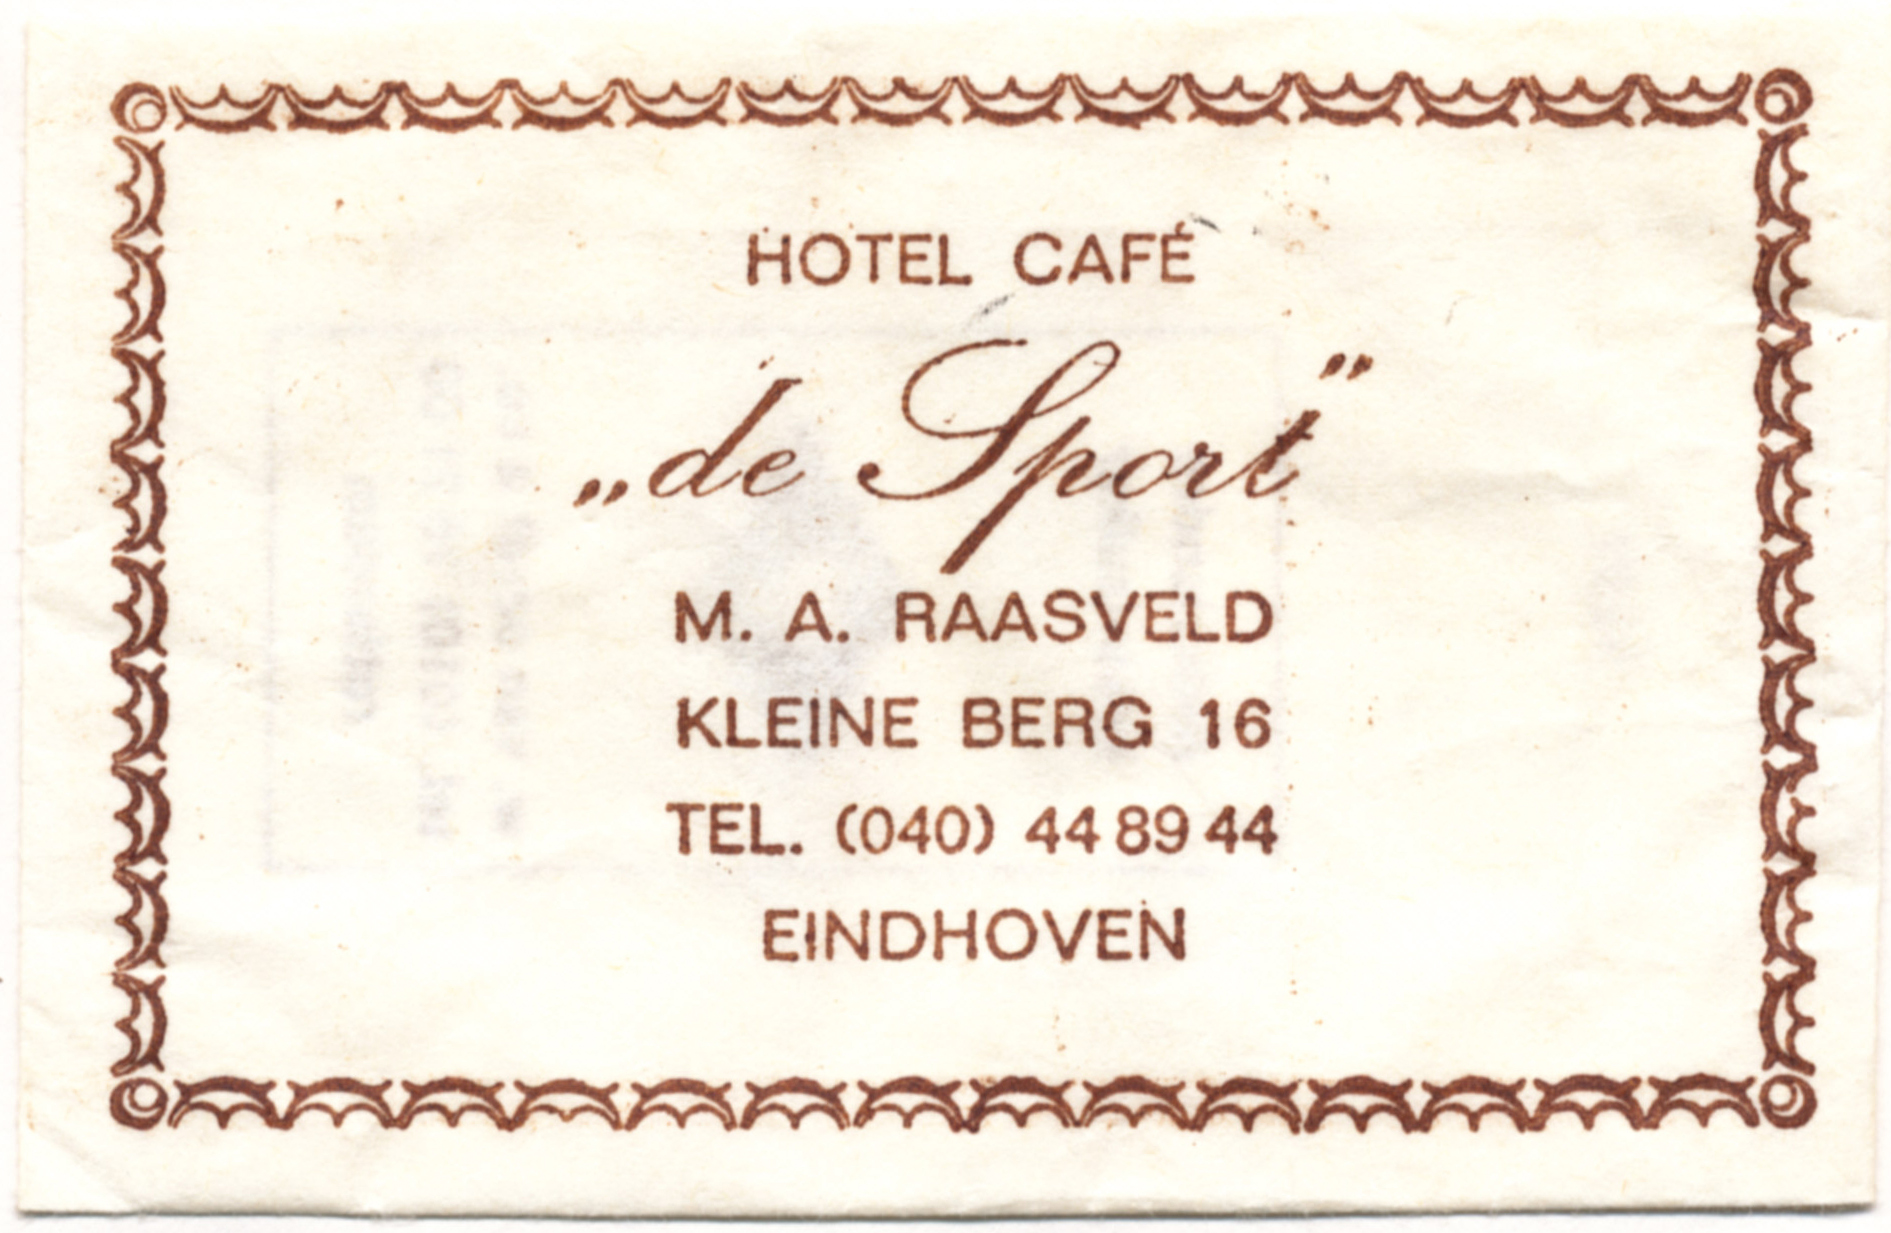 HOTEL CAFÉ
„de Sport”
M. A. RAASVELD
KLEINE BERG 16
TEL. (040) 44 89 44
EINDHOVEN